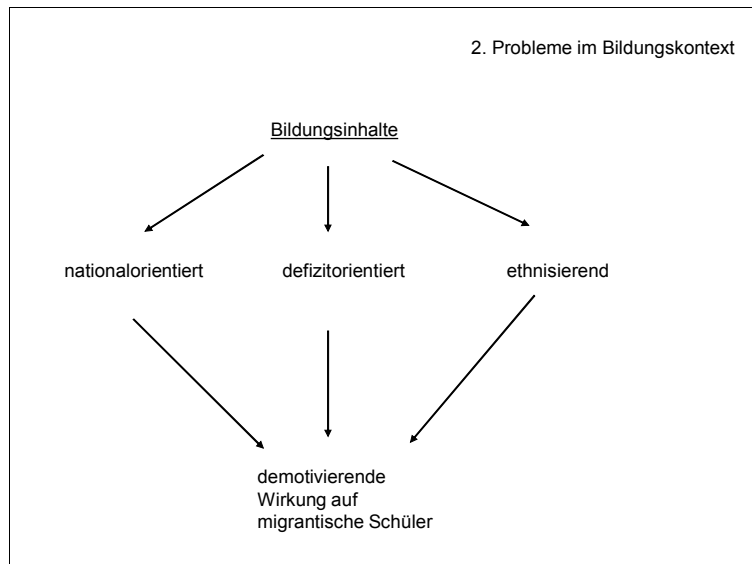 2. Probleme im Bildungskontext
Bildungsinhalte
nationalorientiert defizitorientiert ethnisierend
demotivierende
Wirkung auf
migrantische Schüler